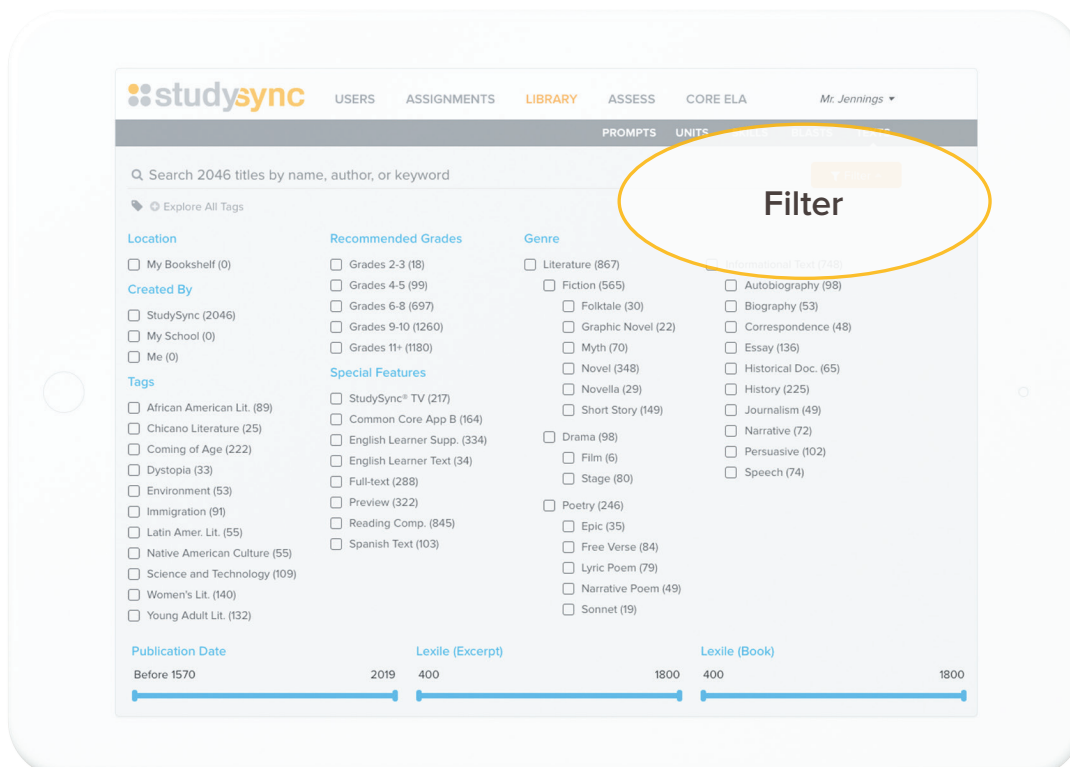 studysync
USERS ASSIGNMENTS LIBRARY ASSESS CORE ELA Mr. Jennings
PROMPTS UNITS SKILLS BLASTS TEXTS
Search 2046 titles by name, author, or keyword
Filter
Explore All Tags
Location
My Bookshelf (0)
Created By
StudySync (2046)
My School (0)
Me (0)
Tags
African American Lit. (89)
Chicano Literature (25)
Coming of Age (222)
Dystopia (33)
Environment (53)
Immigration (91)
Latin Amer. Lit. (55)
Native American Culture (55)
Science and Technology (109)
Women's Lit. (140)
Young Adult Lit. (132)
Recommended Grades
Grades 2-3 (18)
Grades 4-5 (99)
Grades 6-8 (697)
Grades 9-10 (1260)
Grades 11+ (1180)
Special Features
StudySync® TV (217)
Common Core App B (164)
English Learner Supp. (334)
English Learner Text (34)
Full-text (288)
Preview (322)
Reading Comp. (845)
Spanish Text (103)
Genre
Literature (867)
Fiction (565)
Folktale (30)
Graphic Novel (22)
Myth (70)
Novel (348)
Novella (29)
Short Story (149)
Drama (98)
Film (6)
Stage (80)
Poetry (246)
Epic (35)
Free Verse (84)
Lyric Poem (79)
Narrative Poem (49)
Sonnet (19)
Informational Text (748)
Autobiography (98)
Biography (53)
Correspondence (48)
Essay (136)
Historical Doc. (65)
History (225)
Journalism (49)
Narrative (72)
Persuasive (102)
Speech (74)
Publication Date
Before 1570 2019
Lexile (Excerpt)
400 1800
Lexile (Book)
400 1800